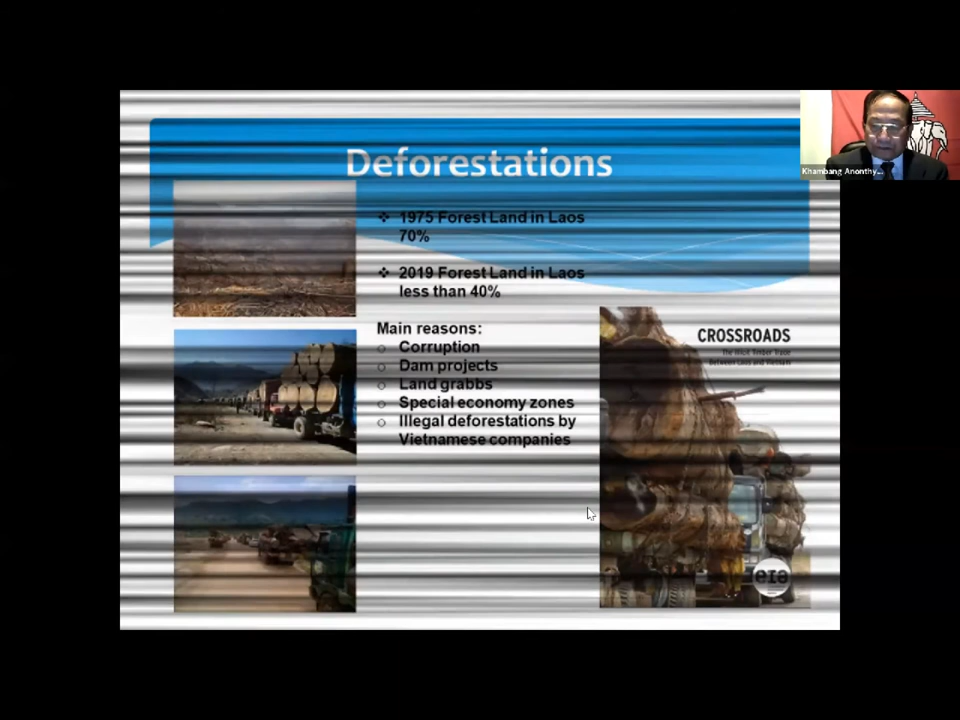 Deforestations
❖ 1975 Forest Land in Laos
70%
❖ 2019 Forest Land in Laos
less than 40%
Main reasons:
○ Corruption
○ Dam projects
○ Land grabbs
○ Special economy zones
○ Illegal deforestations by
Vietnamese companies
CROSSROADS
The Illicit Timber Trade
Between Laos and Vietnam
eia
Khambang Anonthy...